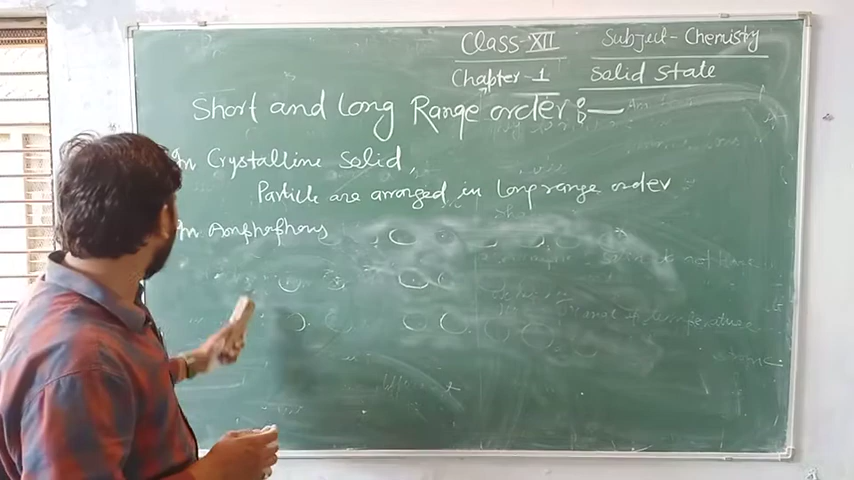 Class-XII Subject-Chemistry
Chapter-1 Solid State
Short and Long Range order:—
In Crystalline Solid,
Particle are arranged in Long range order
In Amphophous